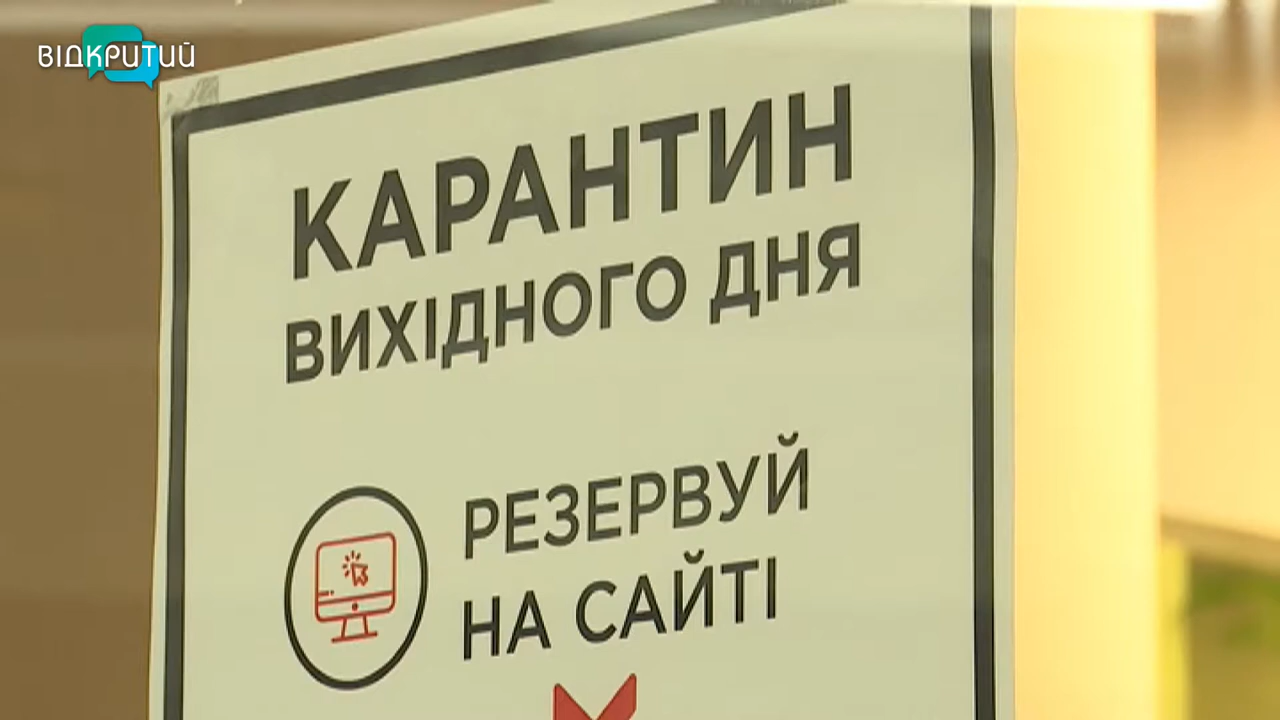 ВІДКРИТИЙ
КАРАНТИН
ВИХІДНОГО ДНЯ
РЕЗЕРВУЙ
НА САЙТІ